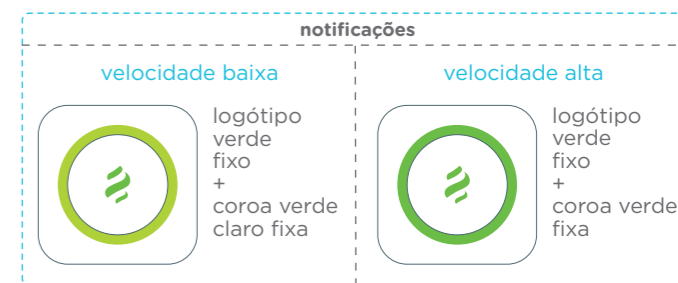 notificações
velocidade baixa
logótipo
verde
fixo
+
coroa verde
claro fixa
velocidade alta
logótipo
verde
fixo
+
coroa verde
fixa